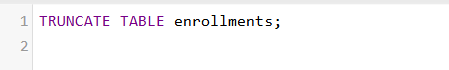 1 TRUNCATE TABLE enrollments;
2